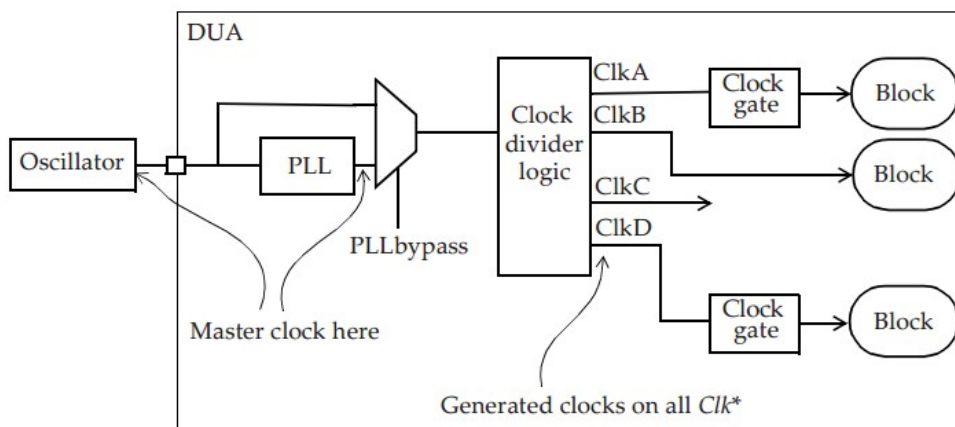 DUA
ClkA
Clock
gate
Block
ClkB
Oscillator
PLL
Clock
divider
logic
Block
ClkC
PLLbypass
ClkD
Master clock here
Clock
gate
Block
Generated clocks on all Clk*